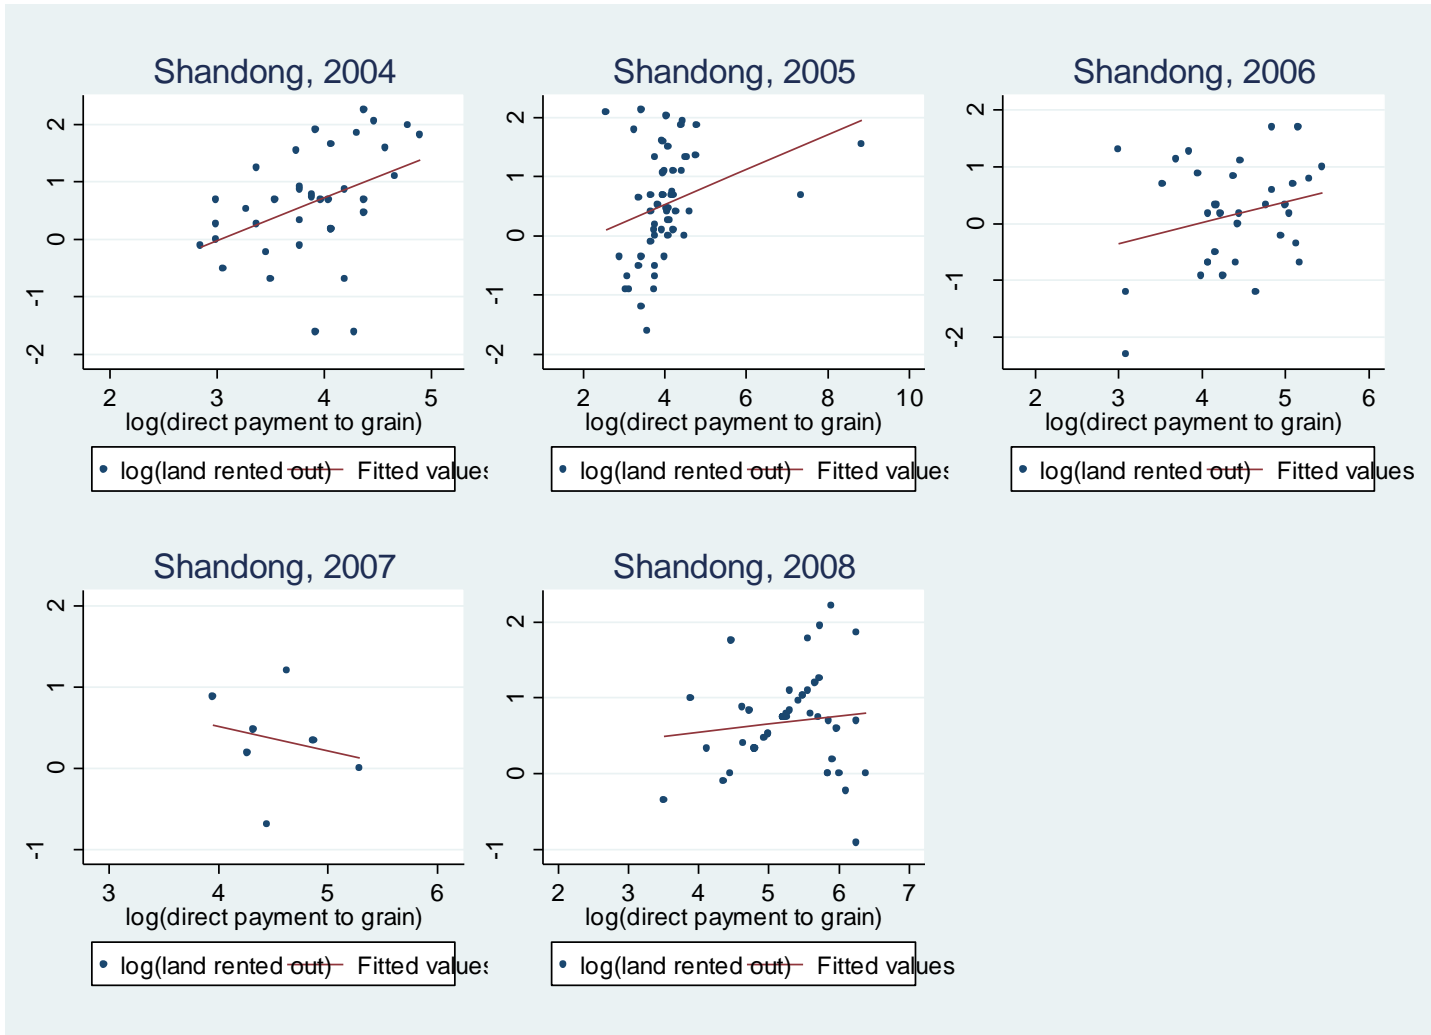 Shandong, 2004
2
1
0
-1
-2
2 3 4 5
log(direct payment to grain)
log(land rented out) Fitted values
Shandong, 2005
2
1
0
-1
-2
2 4 6 8 10
log(direct payment to grain)
log(land rented out) Fitted values
Shandong, 2006
2
1
0
-1
-2
2 3 4 5 6
log(direct payment to grain)
log(land rented out) Fitted values
Shandong, 2007
2
1
0
-1
3 4 5 6
log(direct payment to grain)
log(land rented out) Fitted values
Shandong, 2008
2
1
0
-1
2 3 4 5 6 7
log(direct payment to grain)
log(land rented out) Fitted values